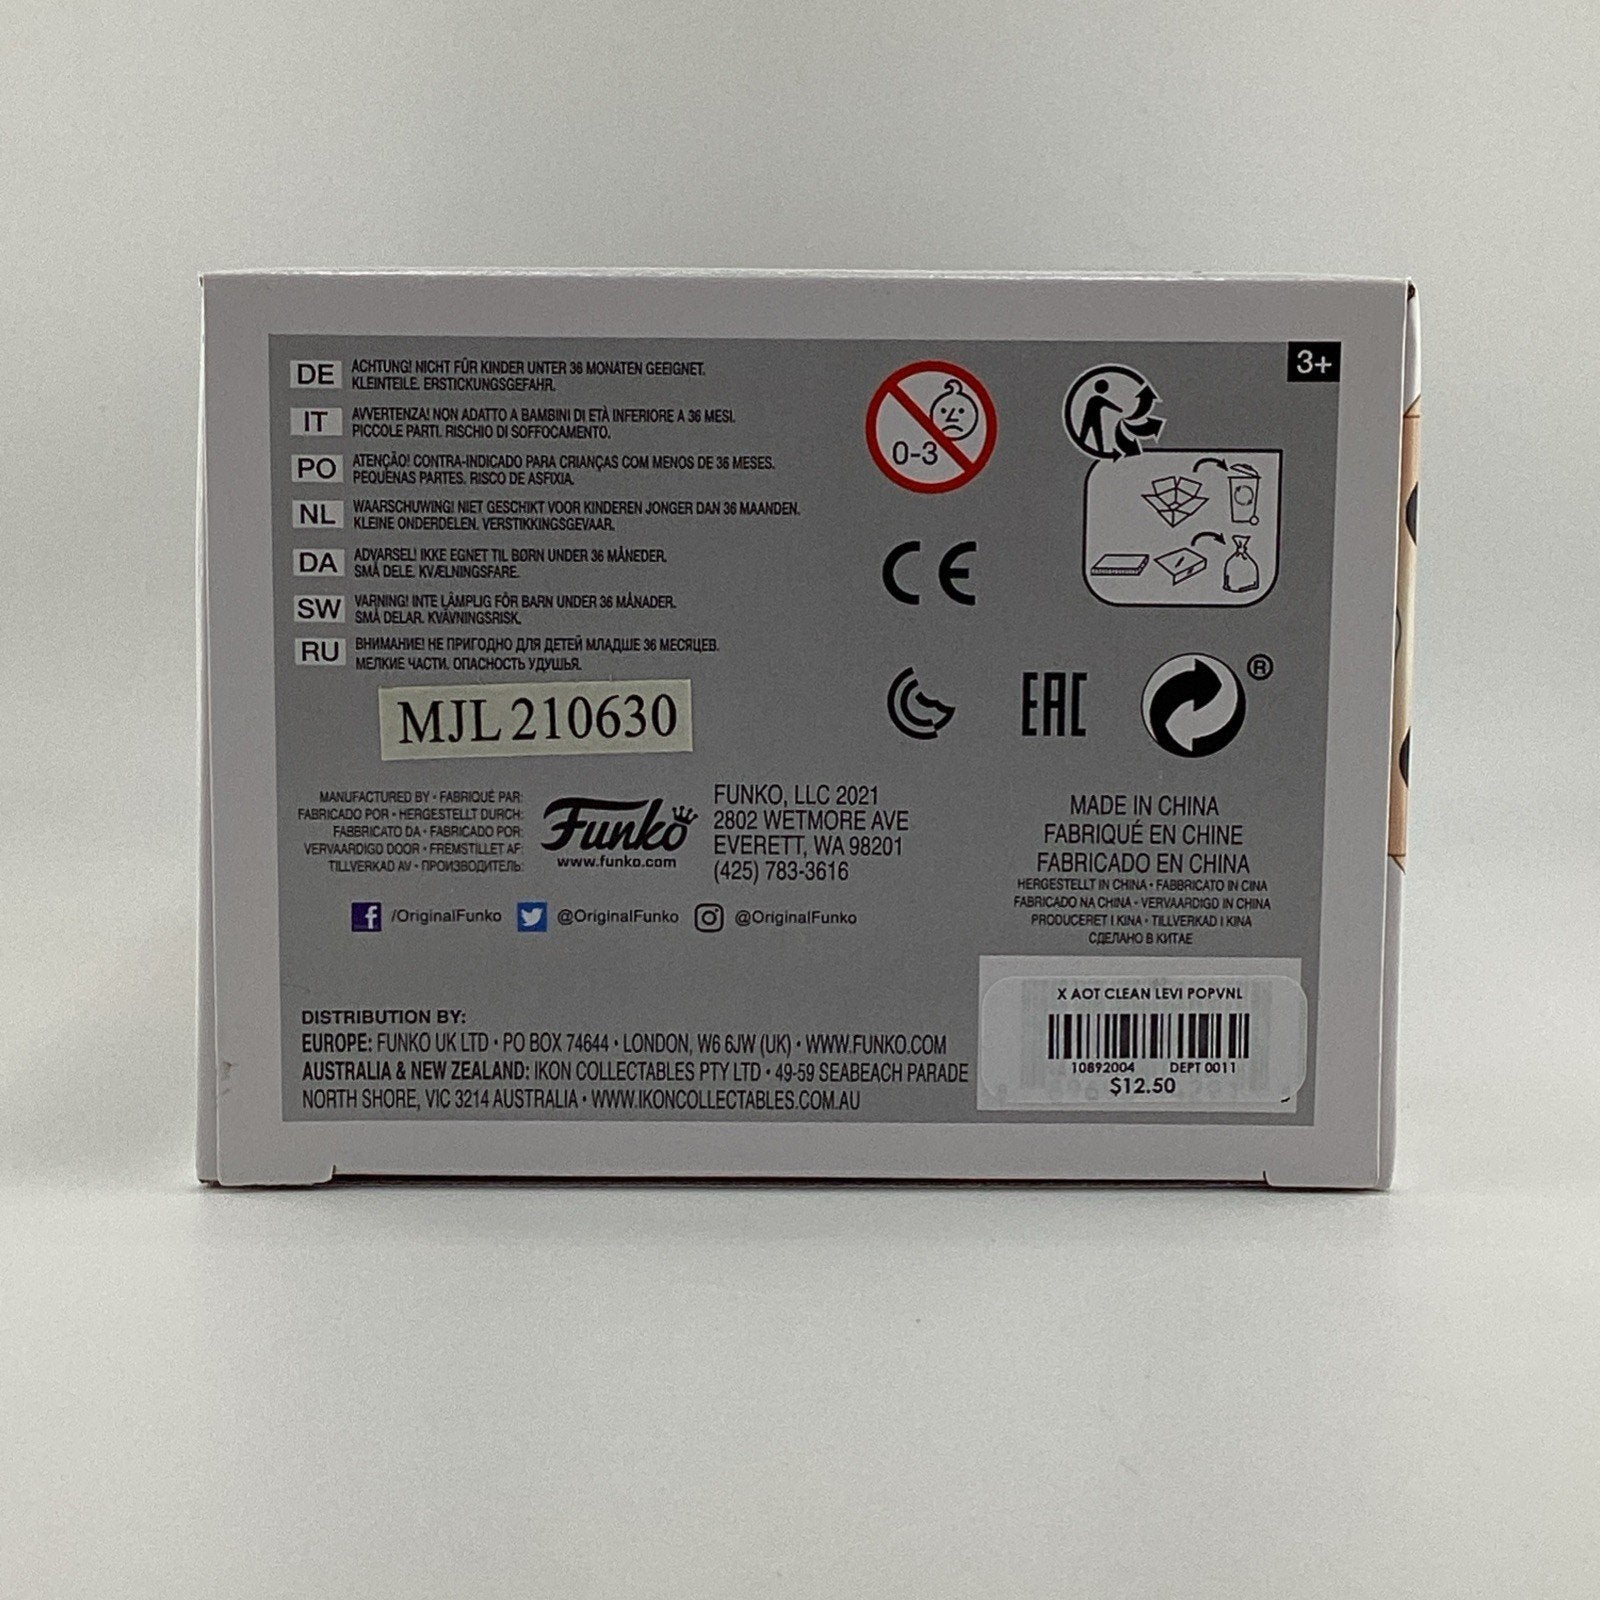 3+
DE
ACHTUNG! NICHT FÜR KINDER UNTER 36 MONATEN GEEIGNET.
KLEINTEILE. ERSTICKUNGSGEFAHR.
IT
AVVERTENZA! NON ADATTO A BAMBINI DI ETÀ INFERIORE A 36 MESI.
PICCOLE PARTI. RISCHIO DI SOFFOCAMENTO.
PO
ATENÇÃO! CONTRA-INDICADO PARA CRIANÇAS COM MENOS DE 36 MESES.
PEQUENAS PARTES. RISCO DE ASFIXIA.
NL
WAARSCHUWING! NIET GESCHIKT VOOR KINDEREN JONGER DAN 36 MAANDEN.
KLEINE ONDERDELEN. VERSTIKKINGSGEVAAR.
DA
ADVARSEL! IKKE EGNET TIL BØRN UNDER 36 MÅNEDER.
SMÅ DELE. KVÆLNINGSFARE.
SW
VARNING! INTE LÄMPLIG FÖR BARN UNDER 36 MÅNADER.
SMÅ DELAR. KVÄVNINGSRISK.
RU
ВНИМАНИЕ! НЕ ПРИГОДНО ДЛЯ ДЕТЕЙ МЛАДШЕ 36 МЕСЯЦЕВ.
МЕЛКИЕ ЧАСТИ. ОПАСНОСТЬ УДУШЬЯ.
0-3
CE
EAC
®
MJL 210630
MANUFACTURED BY • FABRIQUÉ PAR:
FABRICADO POR • HERGESTELLT DURCH:
FABBRICATO DA • FABRICADO POR:
VERVAARDIGD DOOR • FREMSTILLET AF:
TILLVERKAD AV • ПРОИЗВОДИТЕЛЬ:
Funko
www.funko.com
FUNKO, LLC 2021
2802 WETMORE AVE
EVERETT, WA 98201
(425) 783-3616
/OriginalFunko @OriginalFunko @OriginalFunko
MADE IN CHINA
FABRIQUÉ EN CHINE
FABRICADO EN CHINA
HERGESTELLT IN CHINA • FABBRICATO IN CINA
FABRICADO NA CHINA • VERVAARDIGD IN CHINA
PRODUCERET I KINA • TILLVERKAD I KINA
СДЕЛАНО В КИТАЕ
DISTRIBUTION BY:
EUROPE: FUNKO UK LTD • PO BOX 74644 • LONDON, W6 6JW (UK) • WWW.FUNKO.COM
AUSTRALIA & NEW ZEALAND: IKON COLLECTABLES PTY LTD • 49-59 SEABEACH PARADE
NORTH SHORE, VIC 3214 AUSTRALIA • WWW.IKONCOLLECTABLES.COM.AU
X AOT CLEAN LEVI POPVNL
10892004 DEPT 0011
$12.50